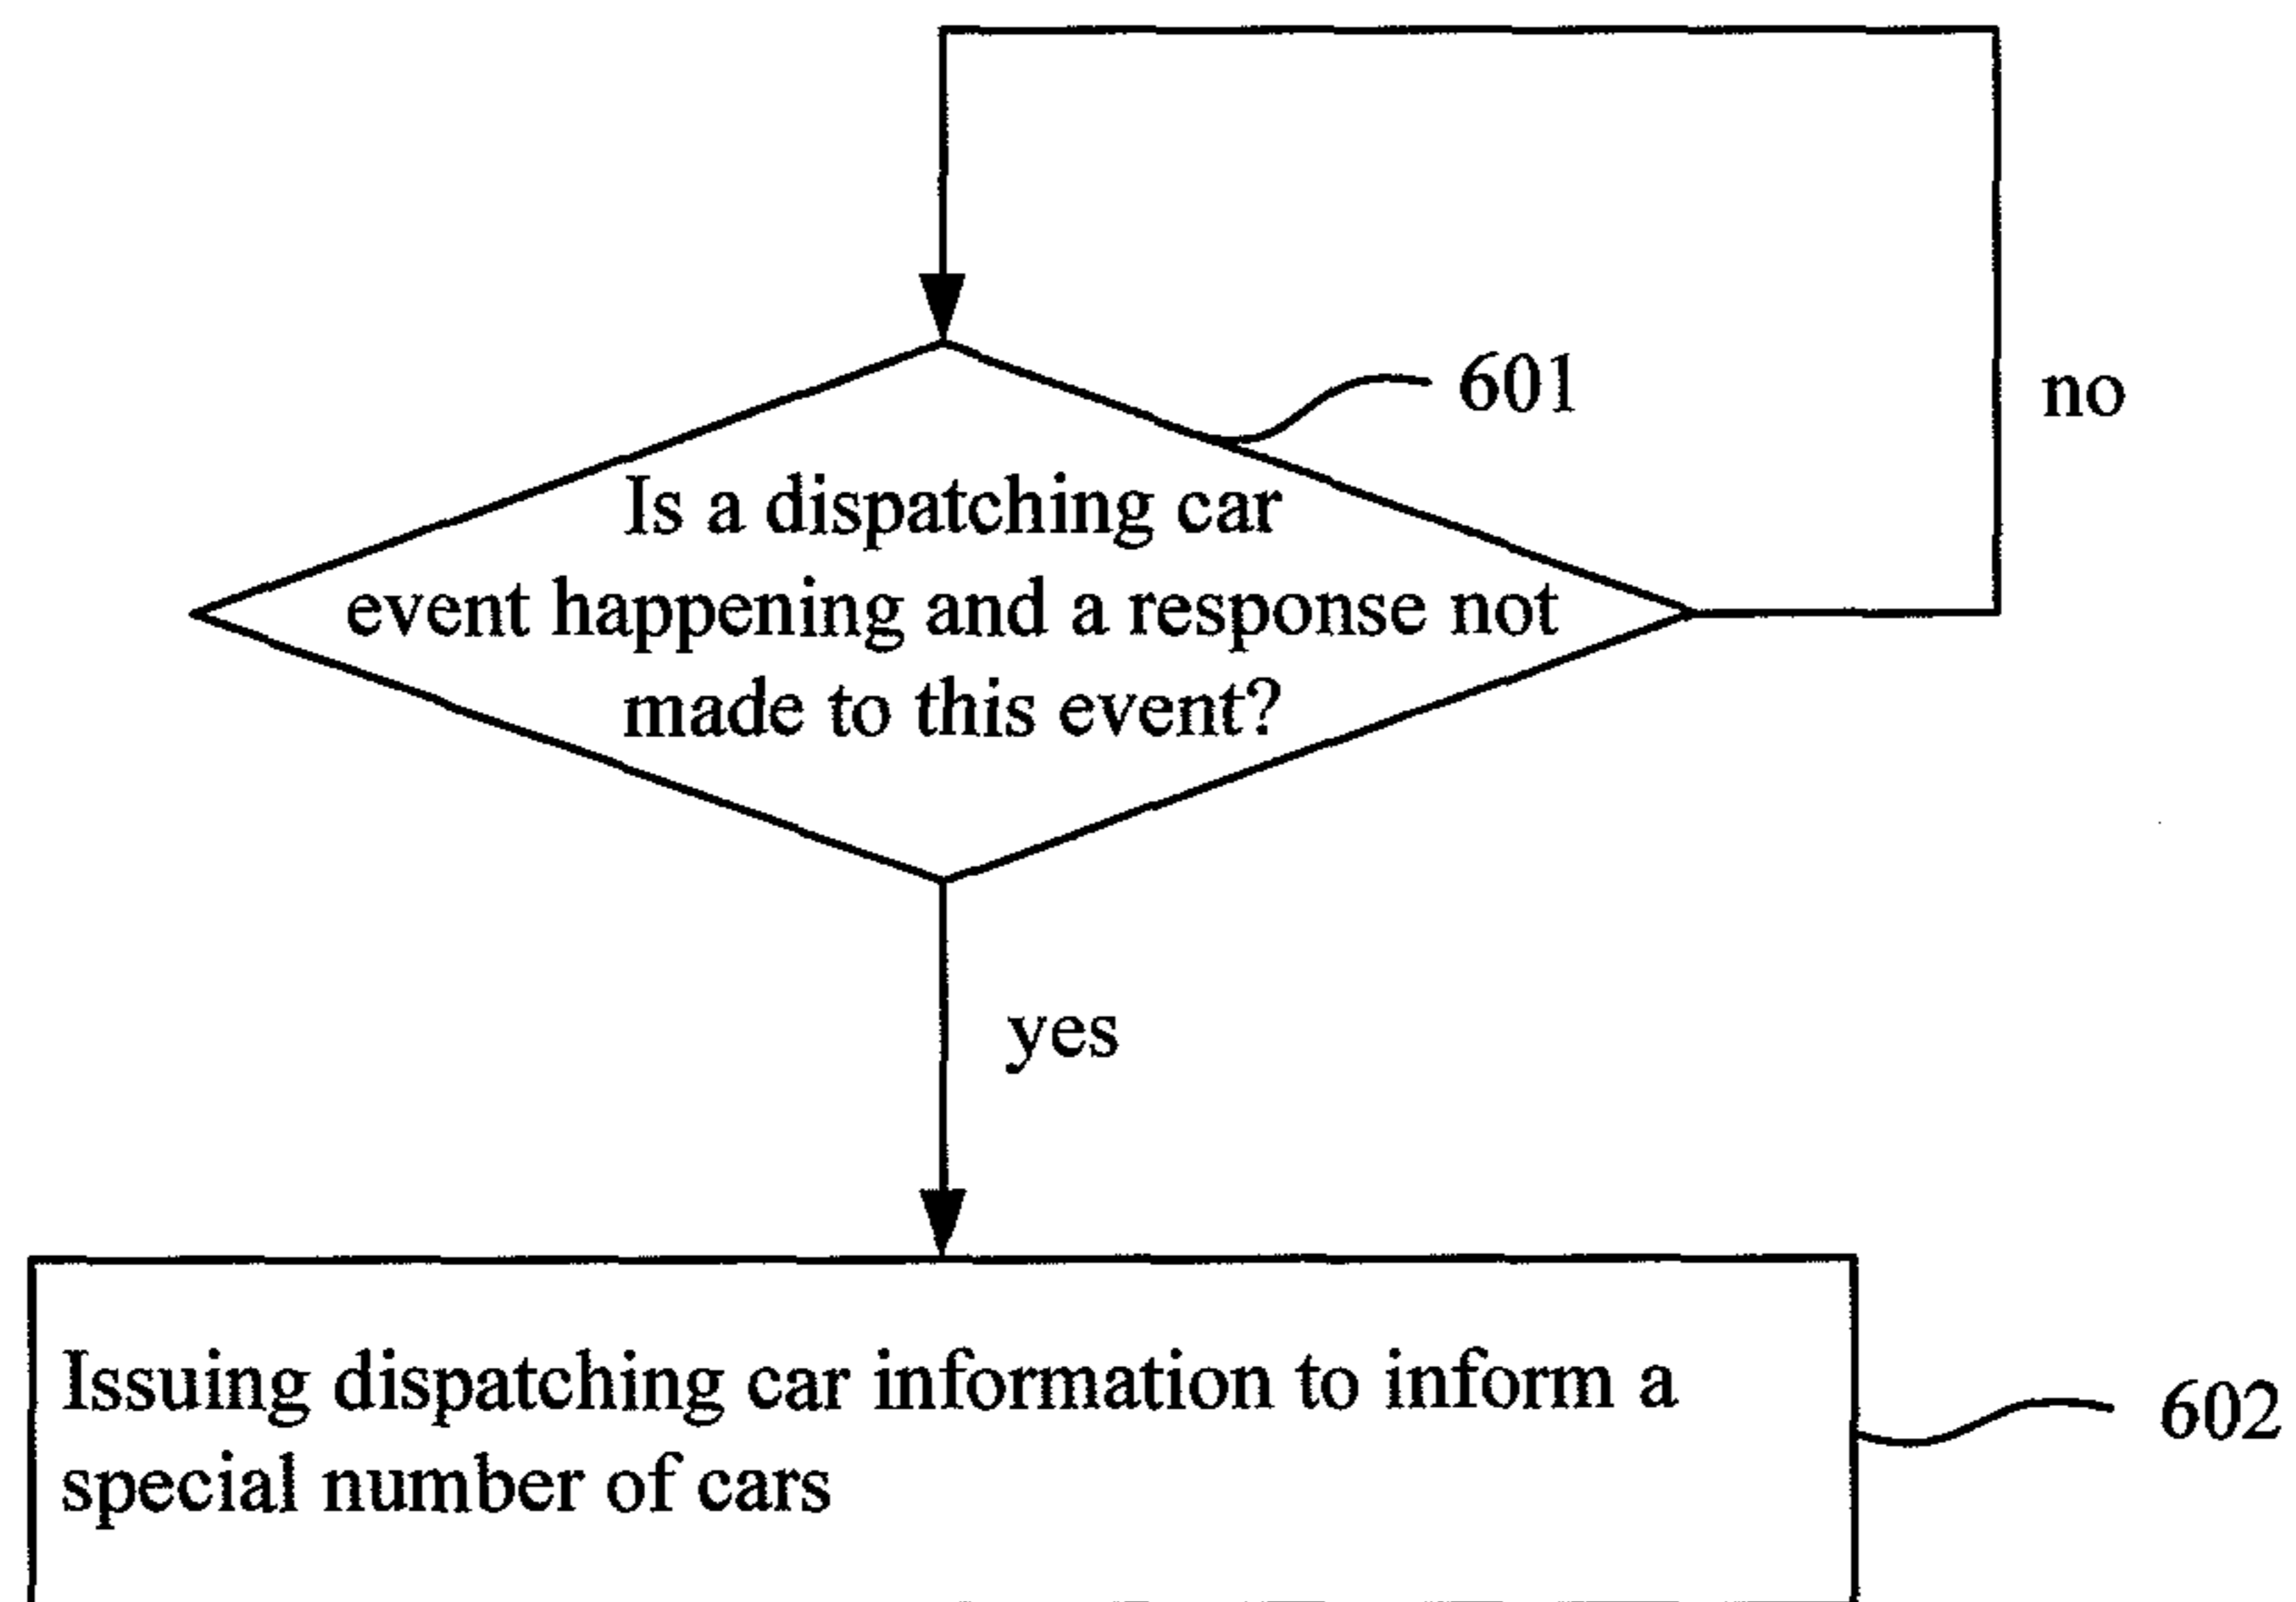 601
no
Is a dispatching car
event happening and a response not
made to this event?
yes
Issuing dispatching car information to inform a
special number of cars
602